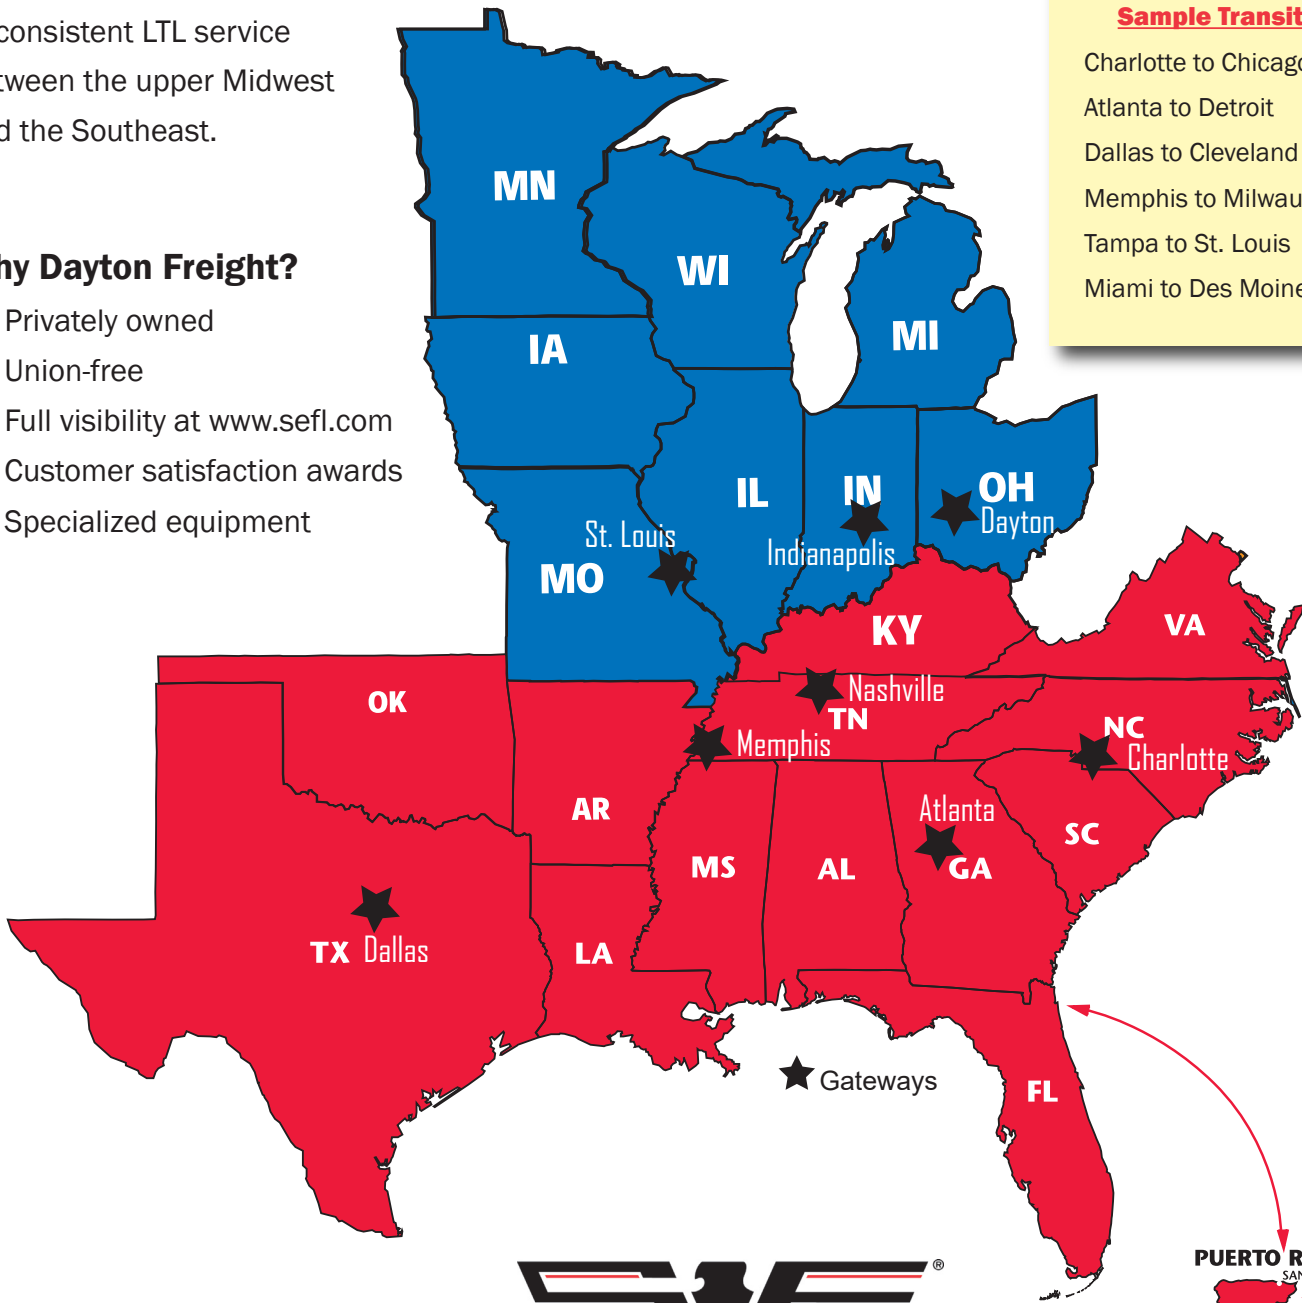 consistent LTL service
tween the upper Midwest
d the Southeast.
hy Dayton Freight?
Privately owned
Union-free
Full visibility at www.sefl.com
Customer satisfaction awards
Specialized equipment
Sample Transit
Charlotte to Chicago
Atlanta to Detroit
Dallas to Cleveland
Memphis to Milwau
Tampa to St. Louis
Miami to Des Moine
MN
WI
MI
IA
IL
IN
OH
Dayton
St. Louis
Indianapolis
MO
KY
VA
OK
Nashville
TN
NC
Memphis
Charlotte
AR
Atlanta
SC
MS
AL
GA
TX Dallas
LA
Gateways
FL
PUERTO R
SAN
®